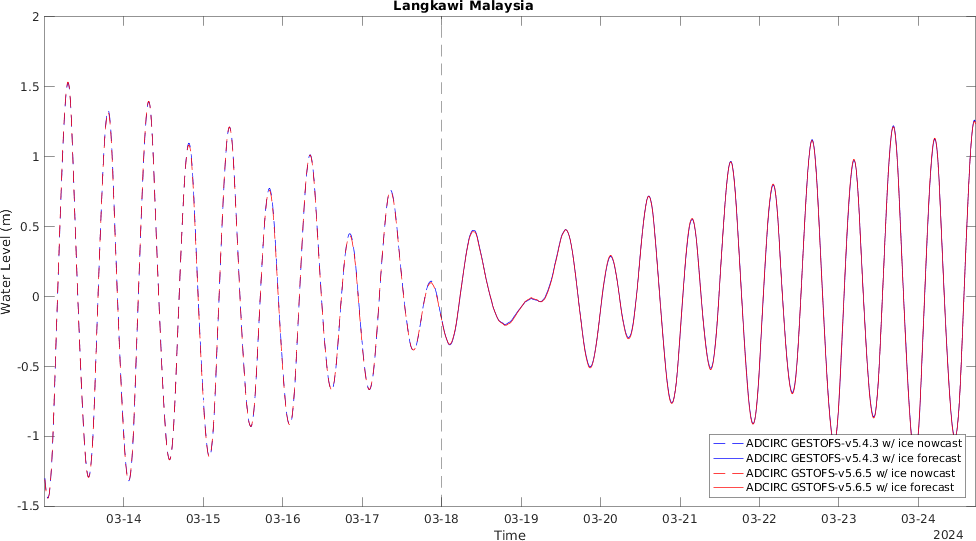 Langkawi Malaysia
2
1.5
1
0.5
0
-0.5
-1
-1.5
Water Level (m)
ADCIRC GESTOFS-v5.4.3 w/ ice nowcast
ADCIRC GESTOFS-v5.4.3 w/ ice forecast
ADCIRC GSTOFS-v5.6.5 w/ ice nowcast
ADCIRC GSTOFS-v5.6.5 w/ ice forecast
03-14 03-15 03-16 03-17 03-18 03-19 03-20 03-21 03-22 03-23 03-24
Time
2024